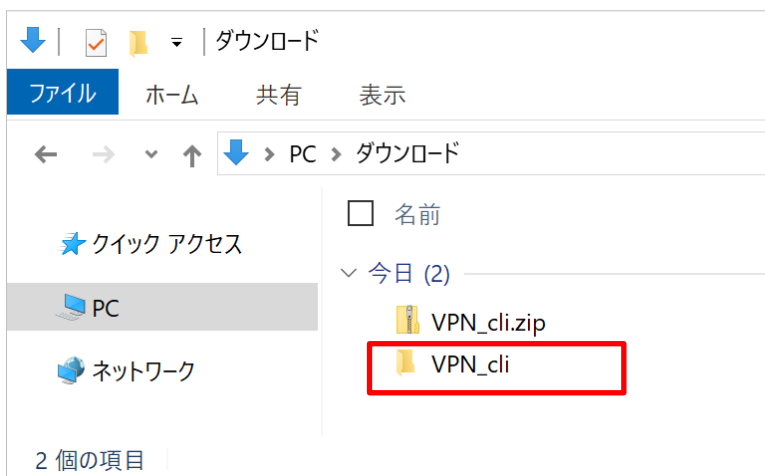 ダウンロード
ファイル ホーム 共有 表示
PC ダウンロード
名前
クイック アクセス
今日 (2)
PC
VPN_cli.zip
VPN_cli
ネットワーク
2 個の項目